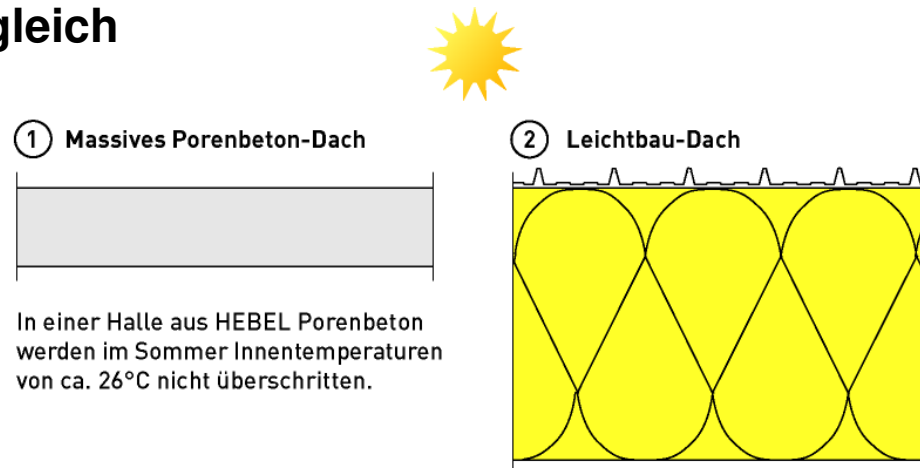 gleich
1 Massives Porenbeton-Dach
2 Leichtbau-Dach
In einer Halle aus HEBEL Porenbeton
werden im Sommer Innentemperaturen
von ca. 26°C nicht überschritten.